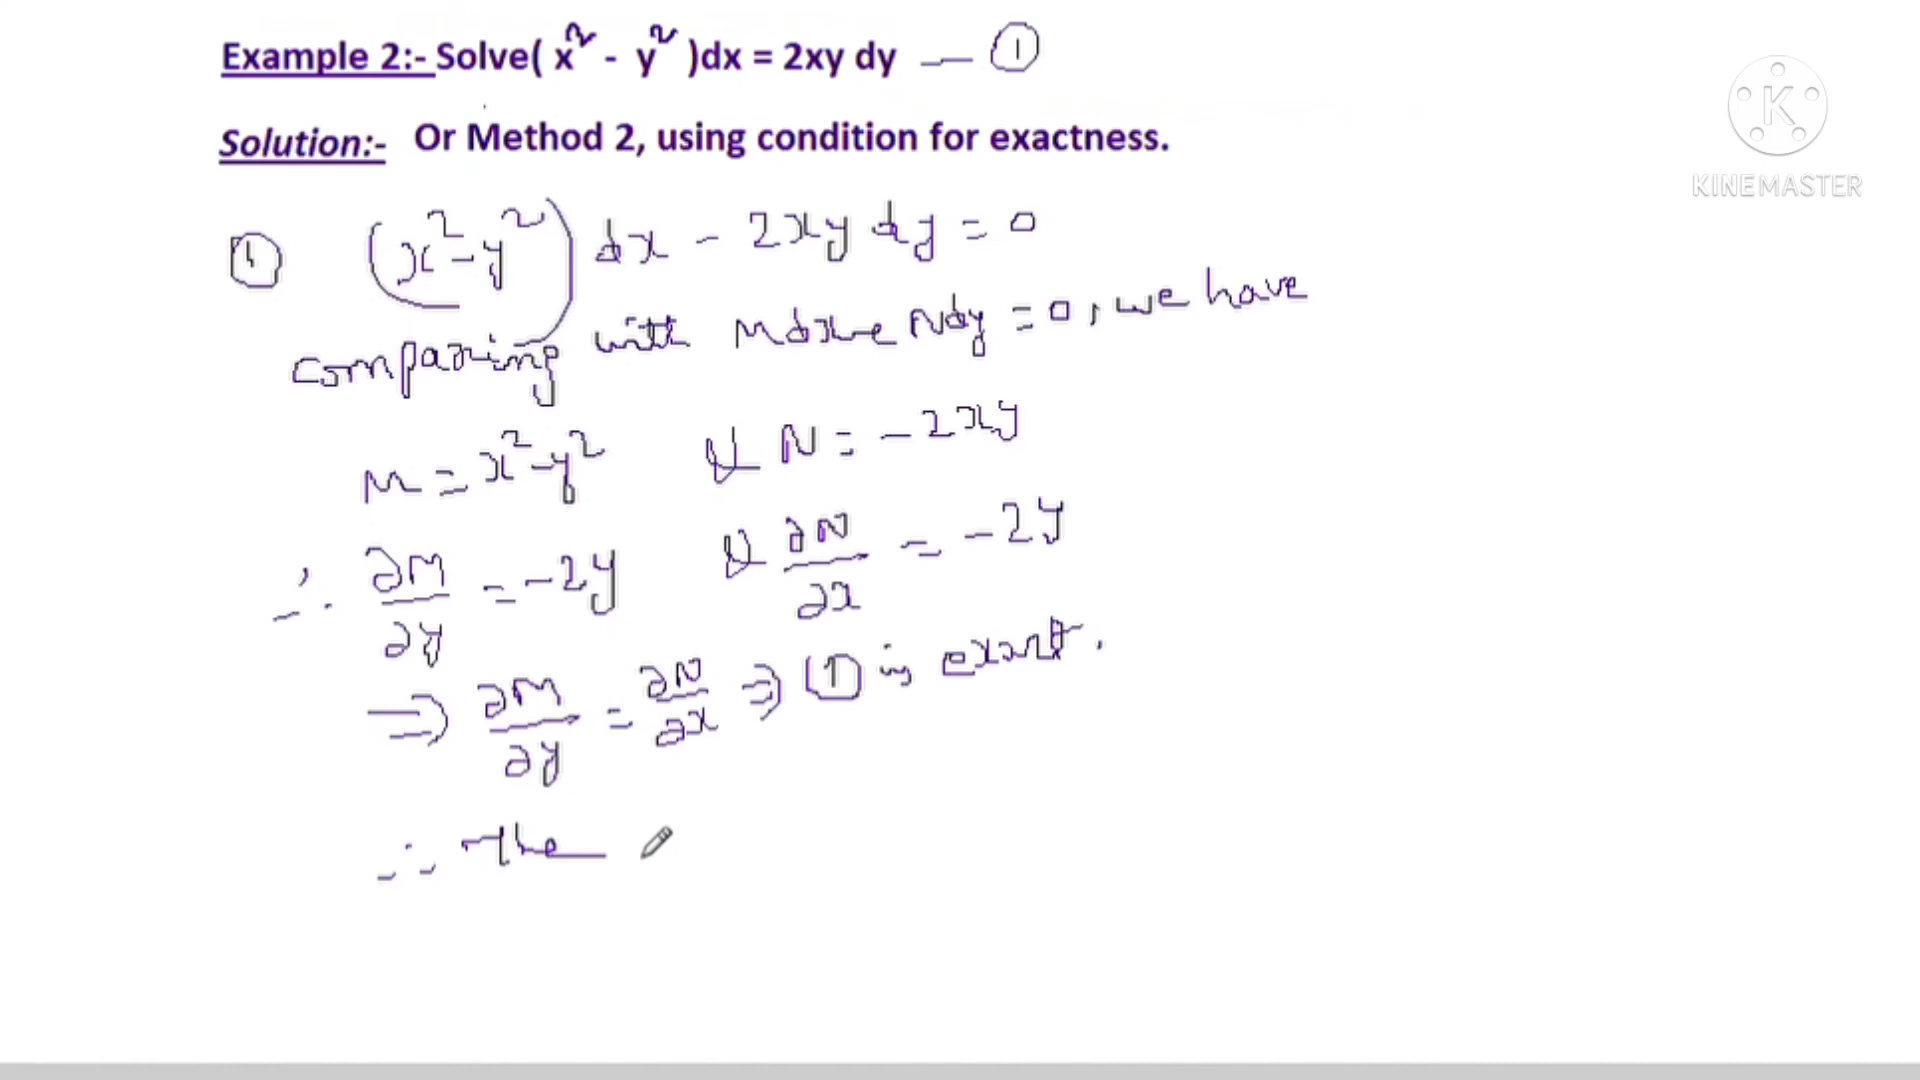 Example 2:- Solve( x² - y² )dx = 2xy dy — ①
Solution:- Or Method 2, using condition for exactness.
① (x² - y²) dx - 2xy dy = 0
comparing with Mdx+Ndy = 0, we have
M = x² - y² & N = -2xy
∴ ∂M/∂y = -2y & ∂N/∂x = -2y
⇒ ∂M/∂y = ∂N/∂x ⇒ ① is exact.
∴ The
K
KINEMASTER